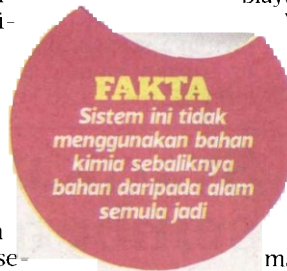 FAKTA
Sistem ini tidak
menggunakan bahan
kimia sebaliknya
bahan daripada alam
semula jadi